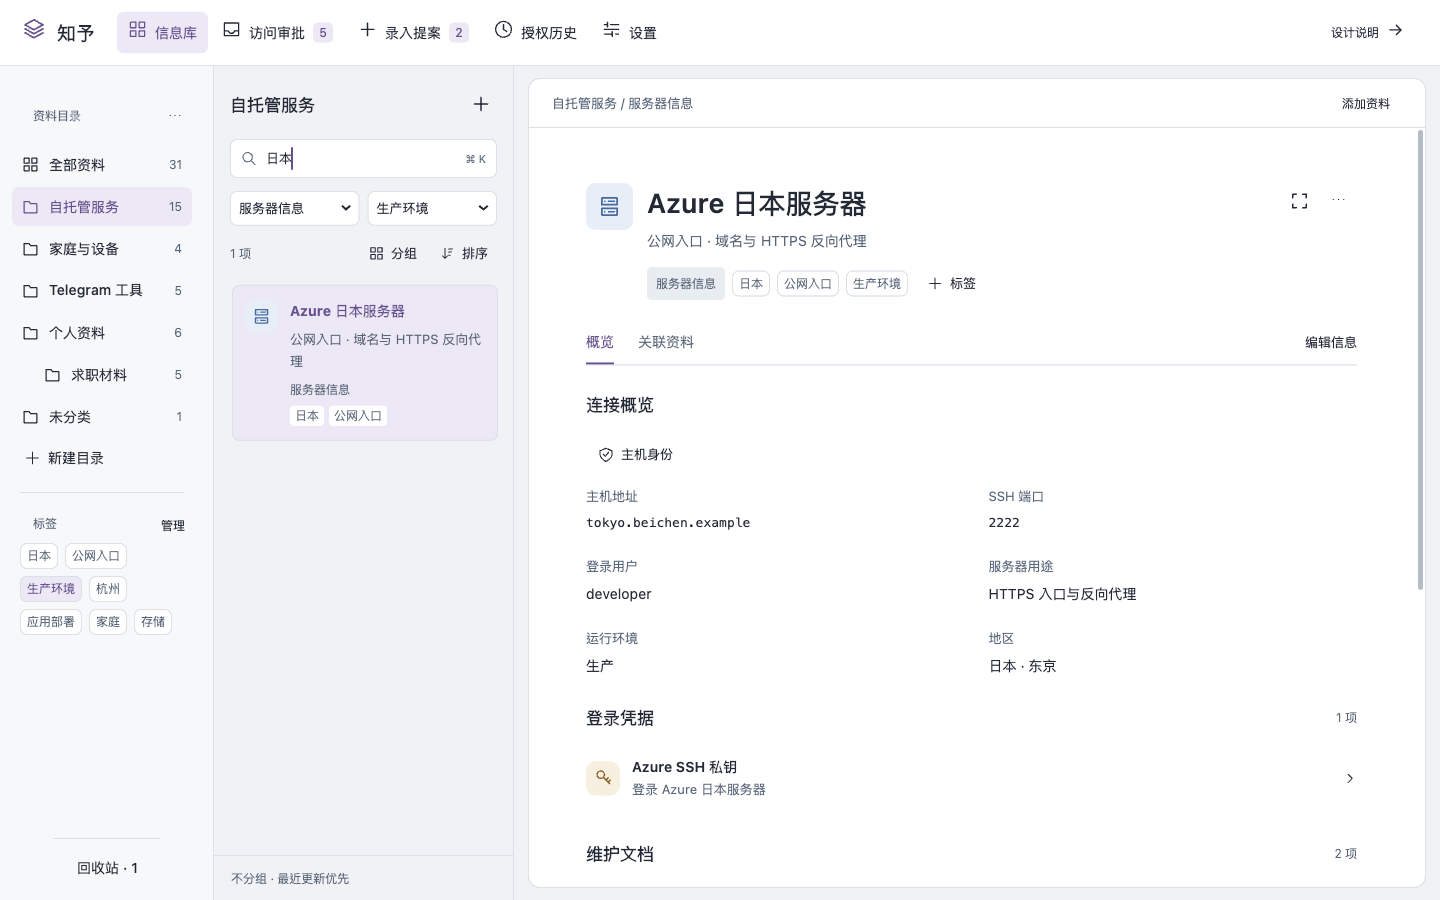 知予
信息库
访问审批 5
录入提案 2
授权历史
设置
设计说明
资料目录
···
全部资料 31
自托管服务 15
家庭与设备 4
Telegram 工具 5
个人资料 6
求职材料 5
未分类 1
新建目录
标签 管理
日本 公网入口
生产环境 杭州
应用部署 家庭 存储
回收站 · 1
自托管服务
日本 ⌘ K
服务器信息 生产环境
1 项 分组 排序
Azure 日本服务器
公网入口 · 域名与 HTTPS 反向代
理
服务器信息
日本 公网入口
不分组 · 最近更新优先
自托管服务 / 服务器信息 添加资料
Azure 日本服务器
···
公网入口 · 域名与 HTTPS 反向代理
服务器信息 日本 公网入口 生产环境 标签
概览 关联资料 编辑信息
连接概览
主机身份
主机地址 SSH 端口
tokyo.beichen.example 2222
登录用户 服务器用途
developer HTTPS 入口与反向代理
运行环境 地区
生产 日本 · 东京
登录凭据 1 项
Azure SSH 私钥
登录 Azure 日本服务器
维护文档 2 项